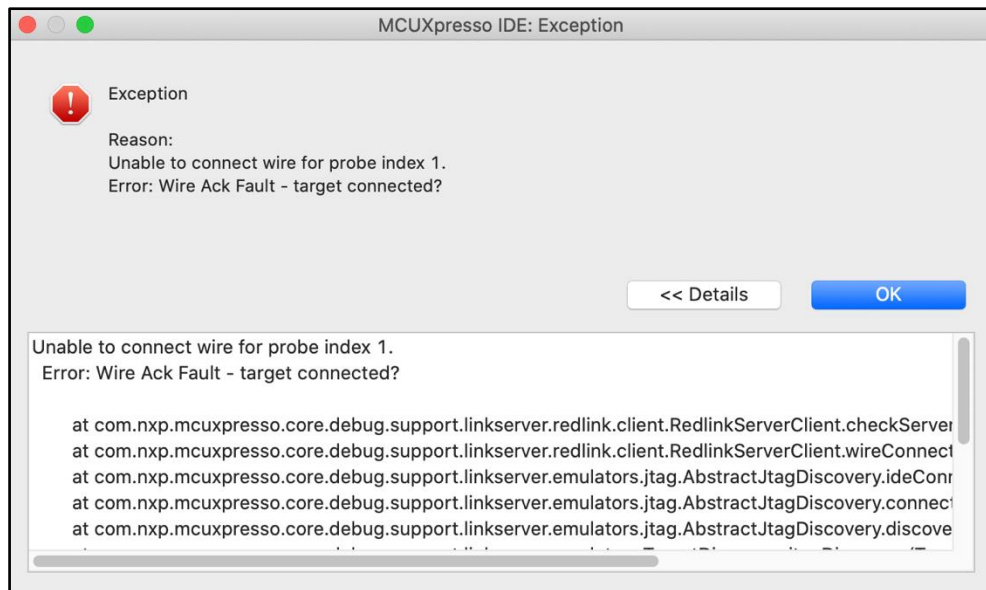 MCUXpresso IDE: Exception
Exception
Reason:
Unable to connect wire for probe index 1.
Error: Wire Ack Fault - target connected?
<< Details
OK
Unable to connect wire for probe index 1.
Error: Wire Ack Fault - target connected?
at com.nxp.mcuxpresso.core.debug.support.linkserver.redlink.client.RedlinkServerClient.checkServer
at com.nxp.mcuxpresso.core.debug.support.linkserver.redlink.client.RedlinkServerClient.wireConnect
at com.nxp.mcuxpresso.core.debug.support.linkserver.emulators.jtag.AbstractJtagDiscovery.ideConn
at com.nxp.mcuxpresso.core.debug.support.linkserver.emulators.jtag.AbstractJtagDiscovery.connect
at com.nxp.mcuxpresso.core.debug.support.linkserver.emulators.jtag.AbstractJtagDiscovery.discove